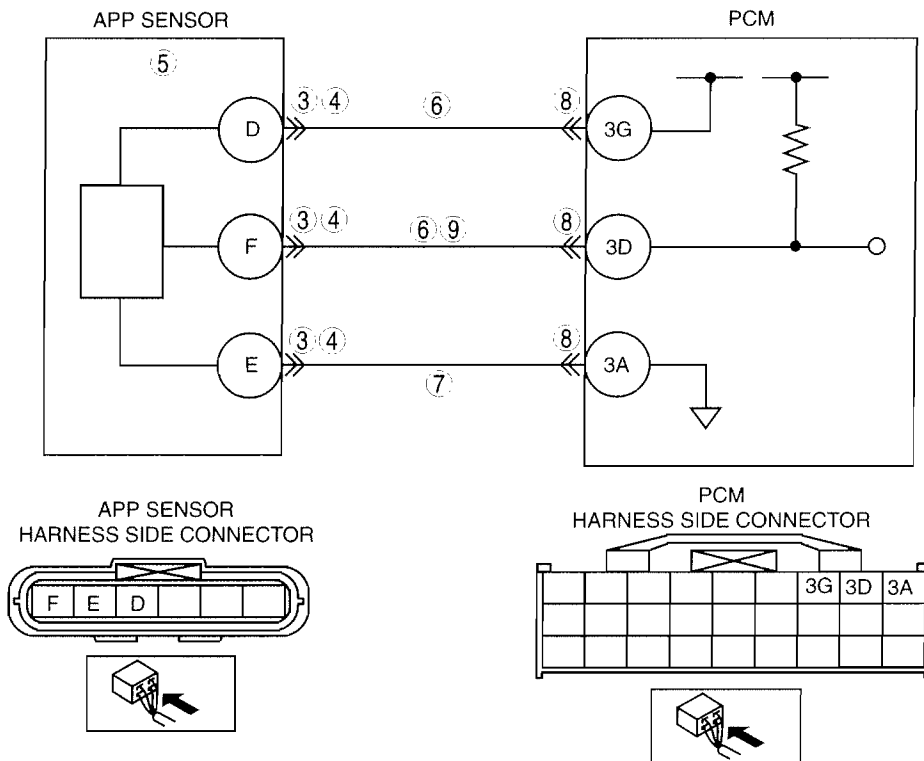 APP SENSOR
PCM
5
D 3 4 6 8 3G
F 3 4 6 9 8 3D
E 3 4 7 8 3A
APP SENSOR
HARNESS SIDE CONNECTOR
F E D
PCM
HARNESS SIDE CONNECTOR
3G 3D 3A